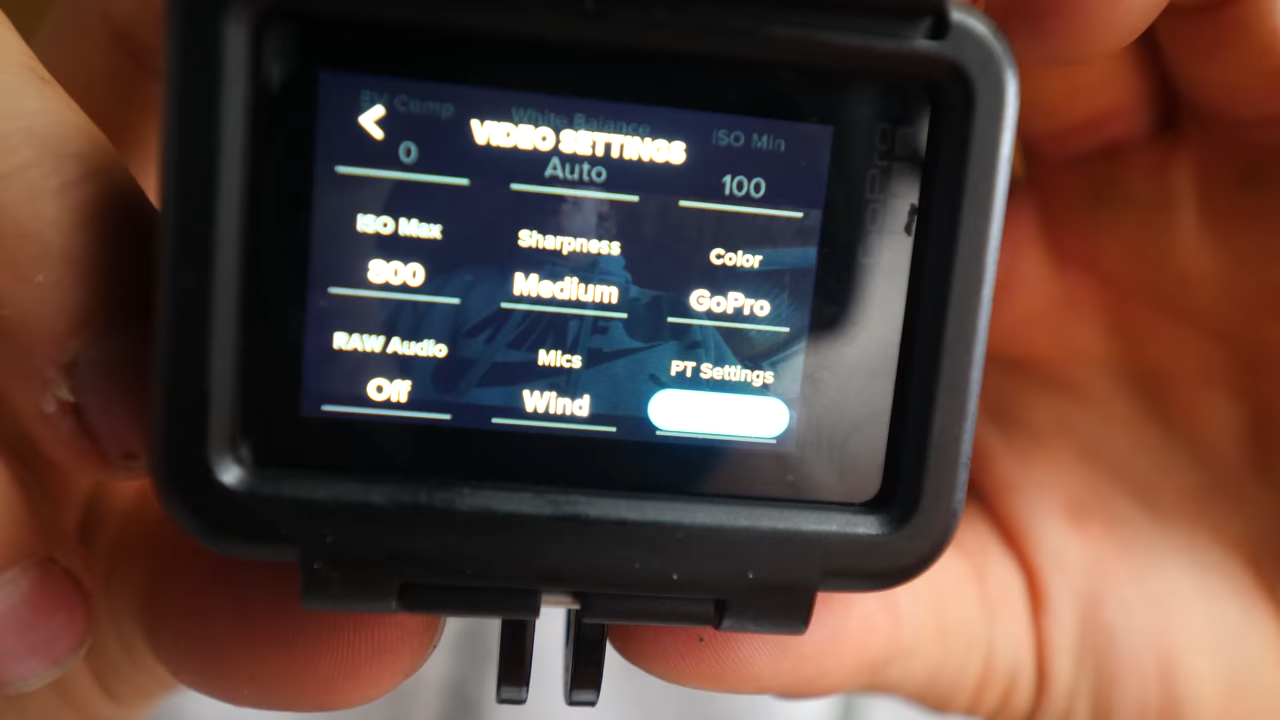 EV Comp
White Balance
ISO Min
VIDEO SETTINGS
0
Auto
100
ISO Max
Sharpness
Color
800
Medium
GoPro
RAW Audio
Mics
PT Settings
Off
Wind
GoPro